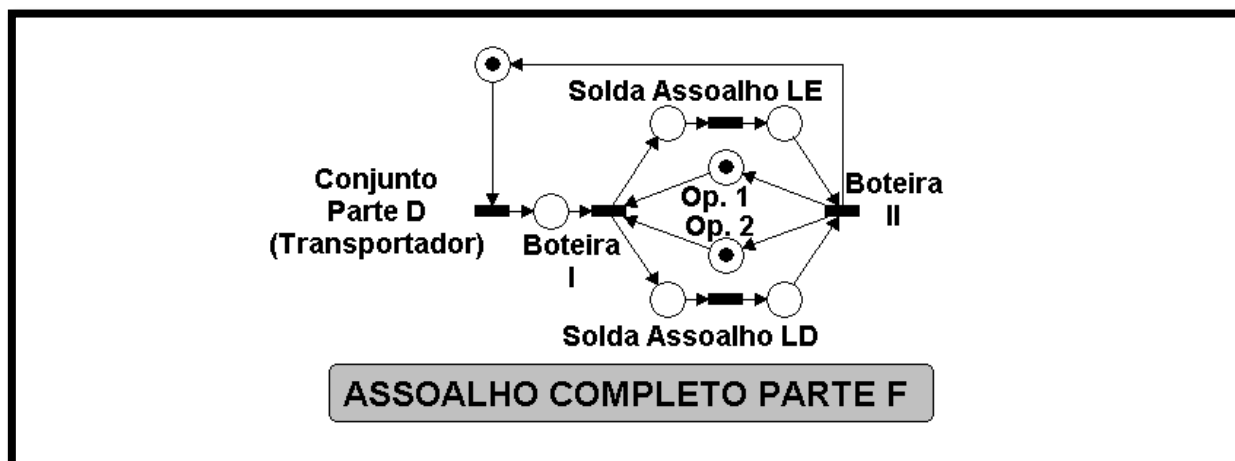 Solda Assoalho LE
Conjunto
Parte D
(Transportador)
Boteira
I
Op. 1
Op. 2
Boteira
II
Solda Assoalho LD
ASSOALHO COMPLETO PARTE F